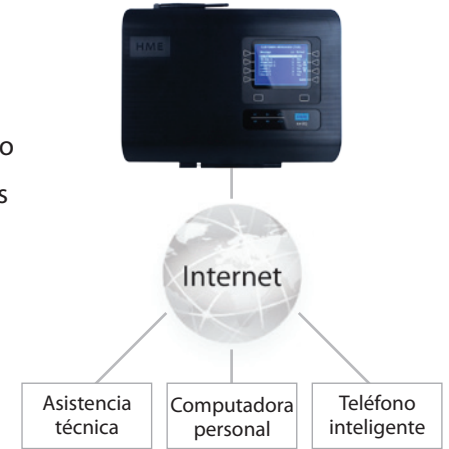 HME
o
s
Internet
Asistencia
técnica
Computadora
personal
Teléfono
inteligente